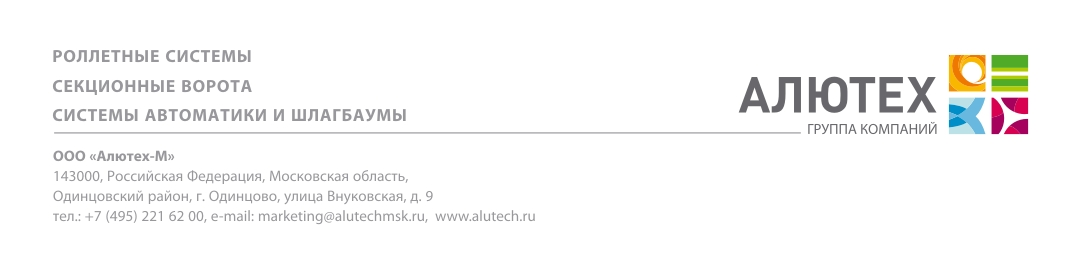 РОЛЛЕТНЫЕ СИСТЕМЫ
СЕКЦИОННЫЕ ВОРОТА
СИСТЕМЫ АВТОМАТИКИ И ШЛАГБАУМЫ
АЛЮТЕХ
ГРУППА КОМПАНИЙ
ООО «Алютех-М»
143000, Российская Федерация, Московская область,
Одинцовский район, г. Одинцово, улица Внуковская, д. 9
тел.: +7 (495) 221 62 00, e-mail: marketing@alutechmsk.ru, www.alutech.ru